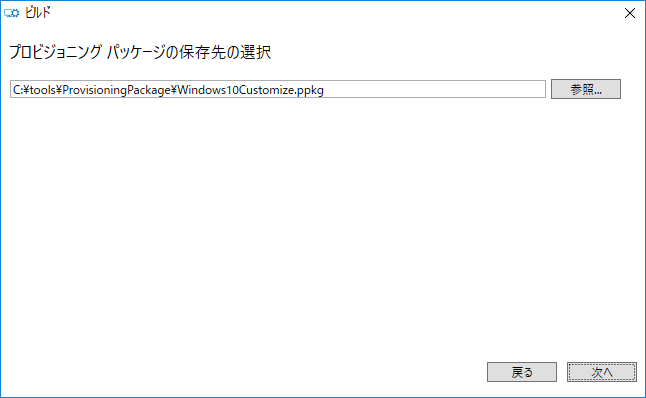 ビルド
プロビジョニング パッケージの保存先の選択
C:¥tools¥ProvisioningPackage¥Windows10Customize.ppkg
参照...
戻る
次へ